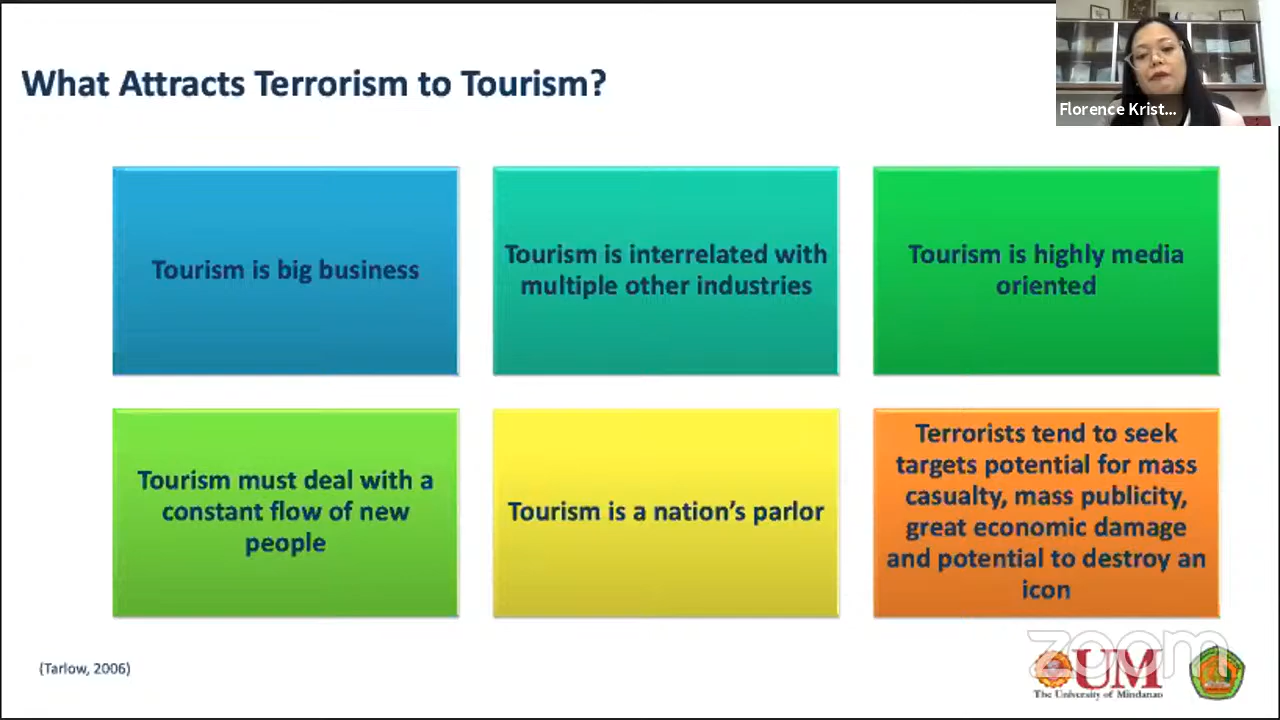 What Attracts Terrorism to Tourism?
Florence Krist...
Tourism is big business
Tourism is interrelated with
multiple other industries
Tourism is highly media
oriented
Tourism must deal with a
constant flow of new
people
Tourism is a nation's parlor
Terrorists tend to seek
targets potential for mass
casualty, mass publicity,
great economic damage
and potential to destroy an
icon
(Tarlow, 2006)
zoom
UM
The University of Mindanao